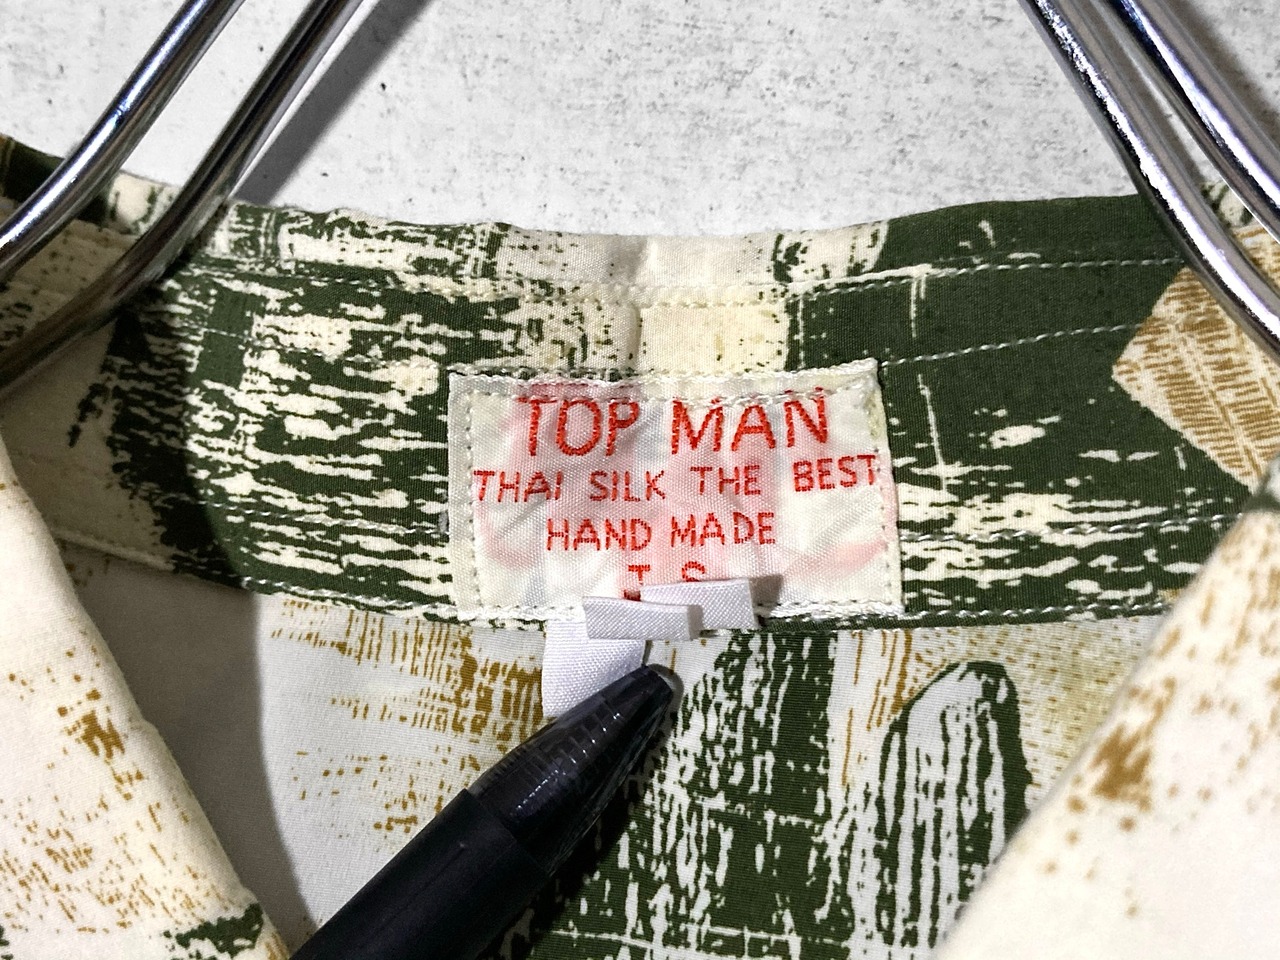 TOP MAN
THAI SILK THE BEST
HAND MADE
T. S.